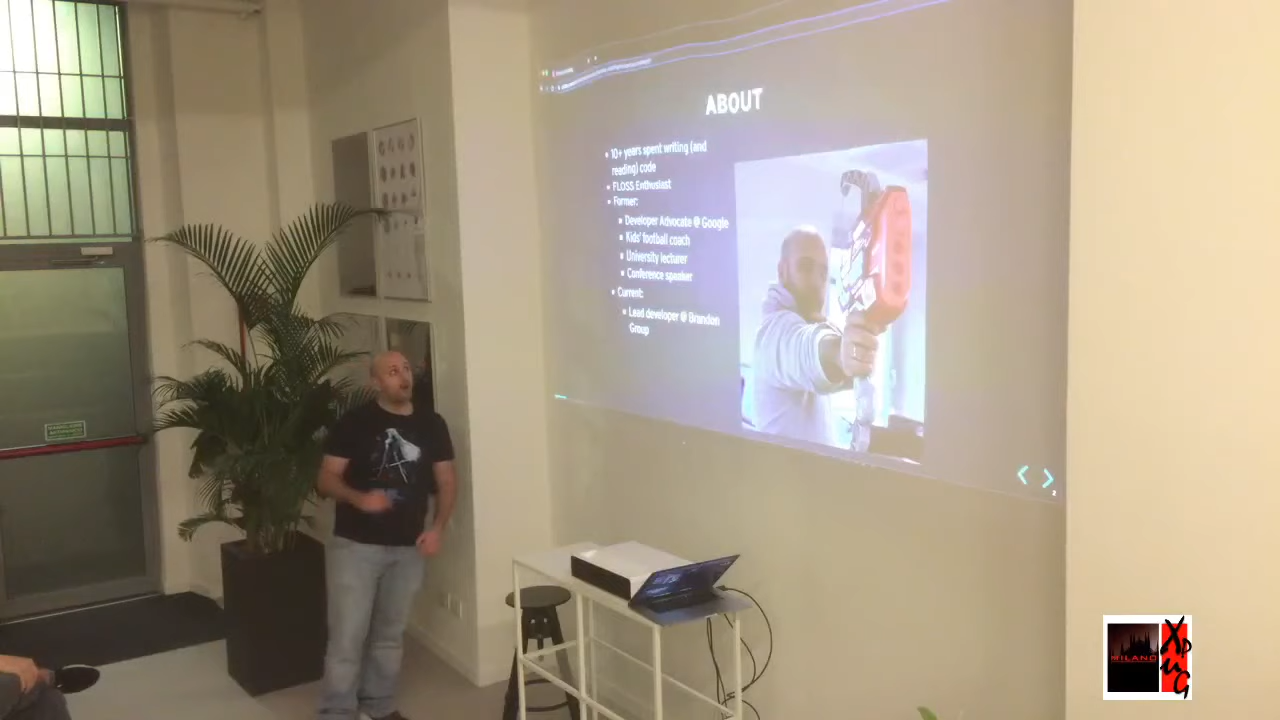 ABOUT
10+ years spent writing (and
reading) code
FLOSS Enthusiast
Former:
Developer Advocate @ Google
Kids' football coach
University lecturer
Conference speaker
Current:
Lead developer @ Brandon
Group
2
MILANO
XPUG